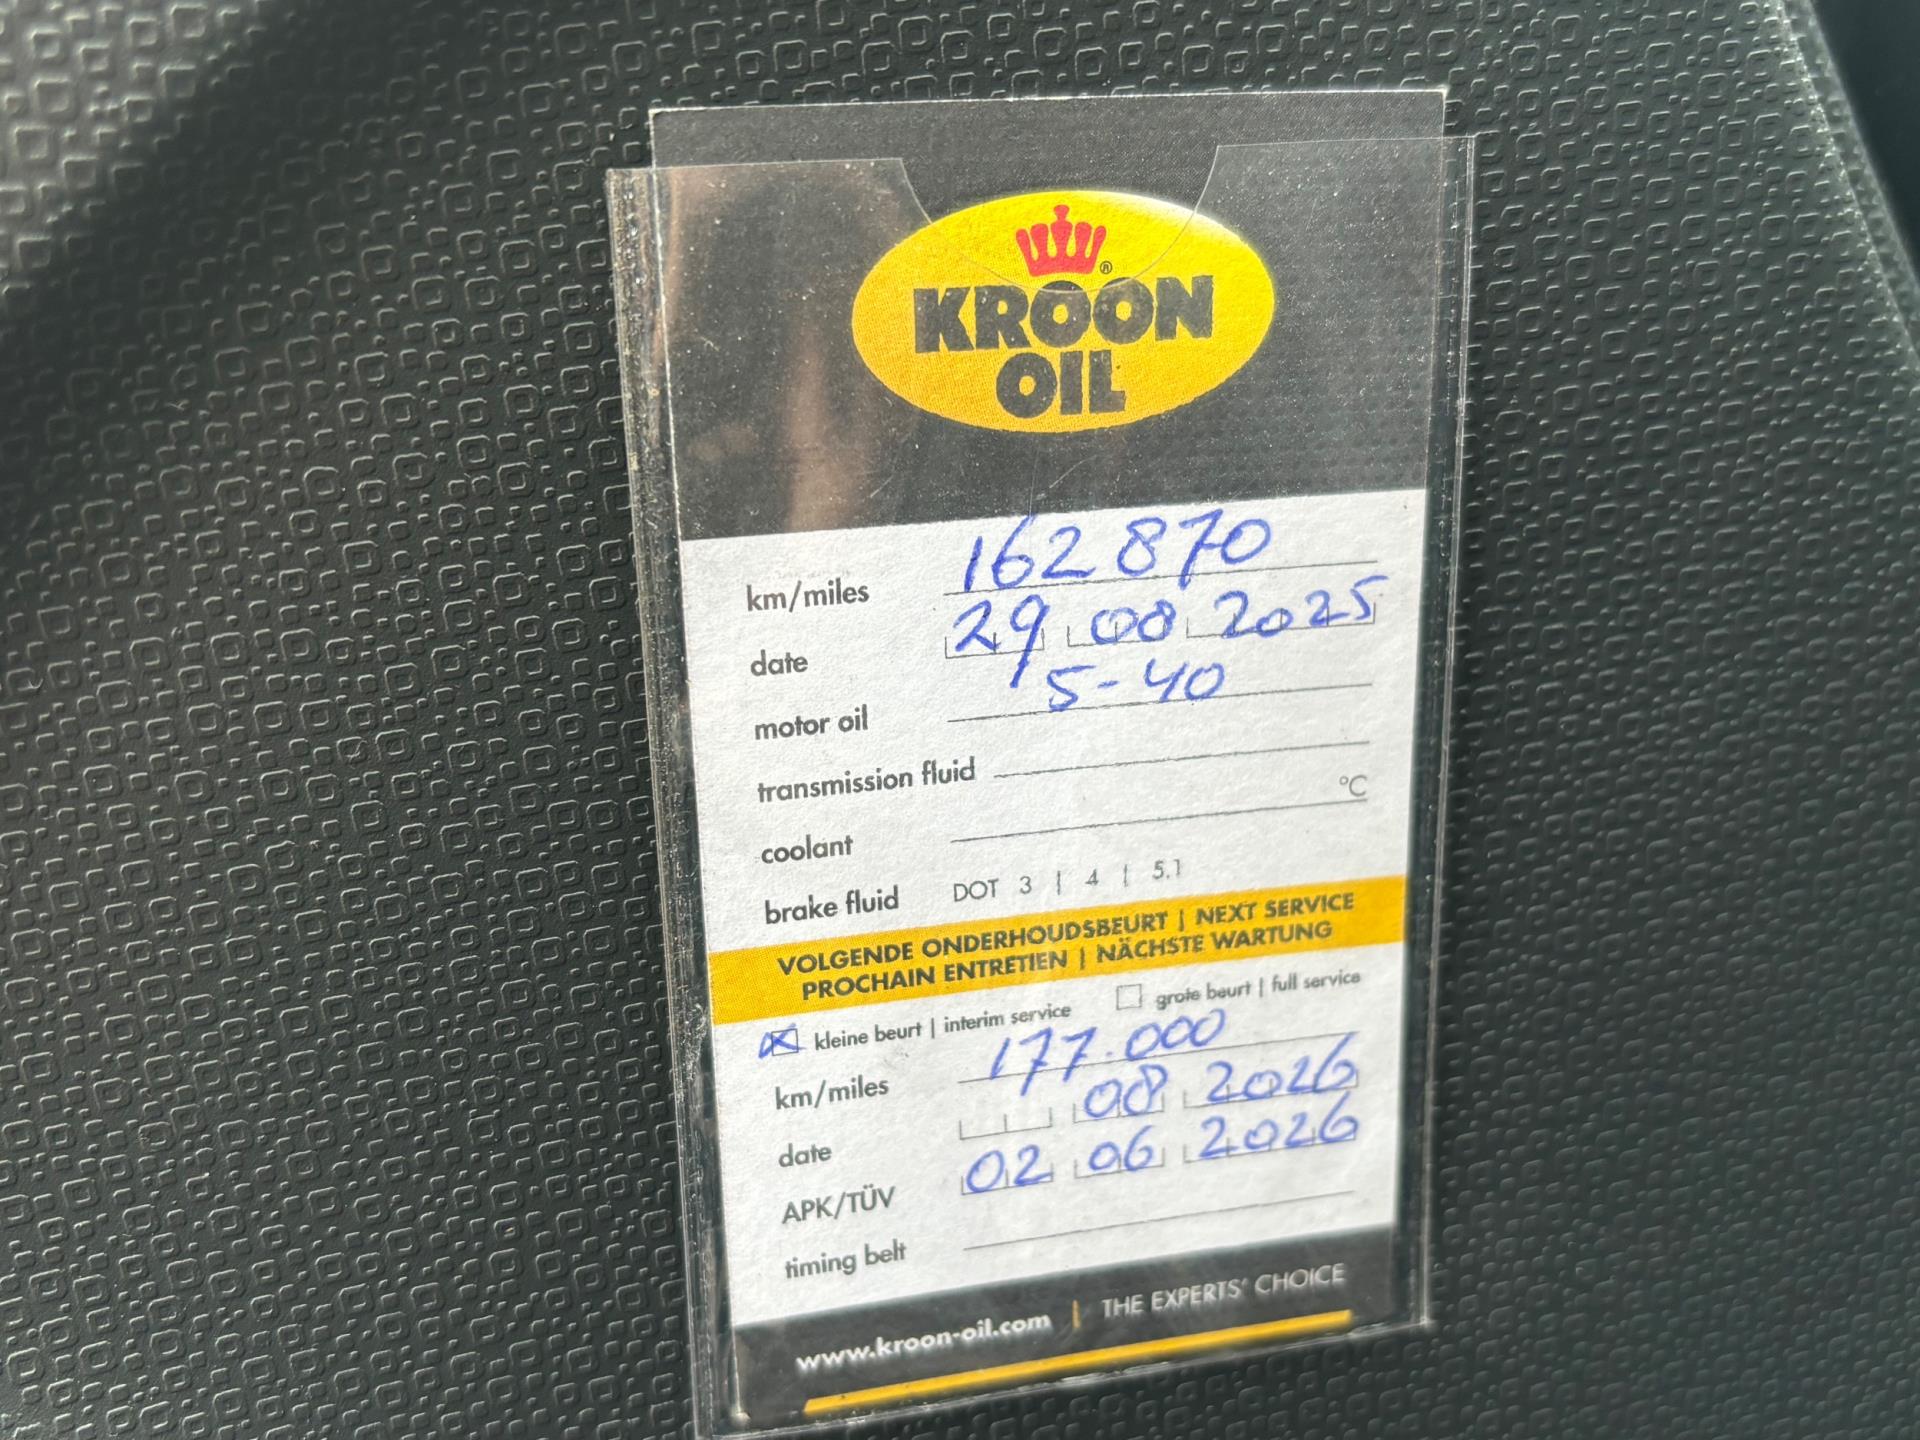 KROON
OIL
®
km/miles 162870
date 29 08 2025
motor oil 5-40
transmission fluid
coolant °C
brake fluid DOT 3 | 4 | 5.1
VOLGENDE ONDERHOUDSBEURT | NEXT SERVICE
PROCHAIN ENTRETIEN | NÄCHSTE WARTUNG
kleine beurt | interim service grote beurt | full service
km/miles 177.000
date 08 2026
APK/TÜV 02 06 2026
timing belt
www.kroon-oil.com | THE EXPERTS' CHOICE